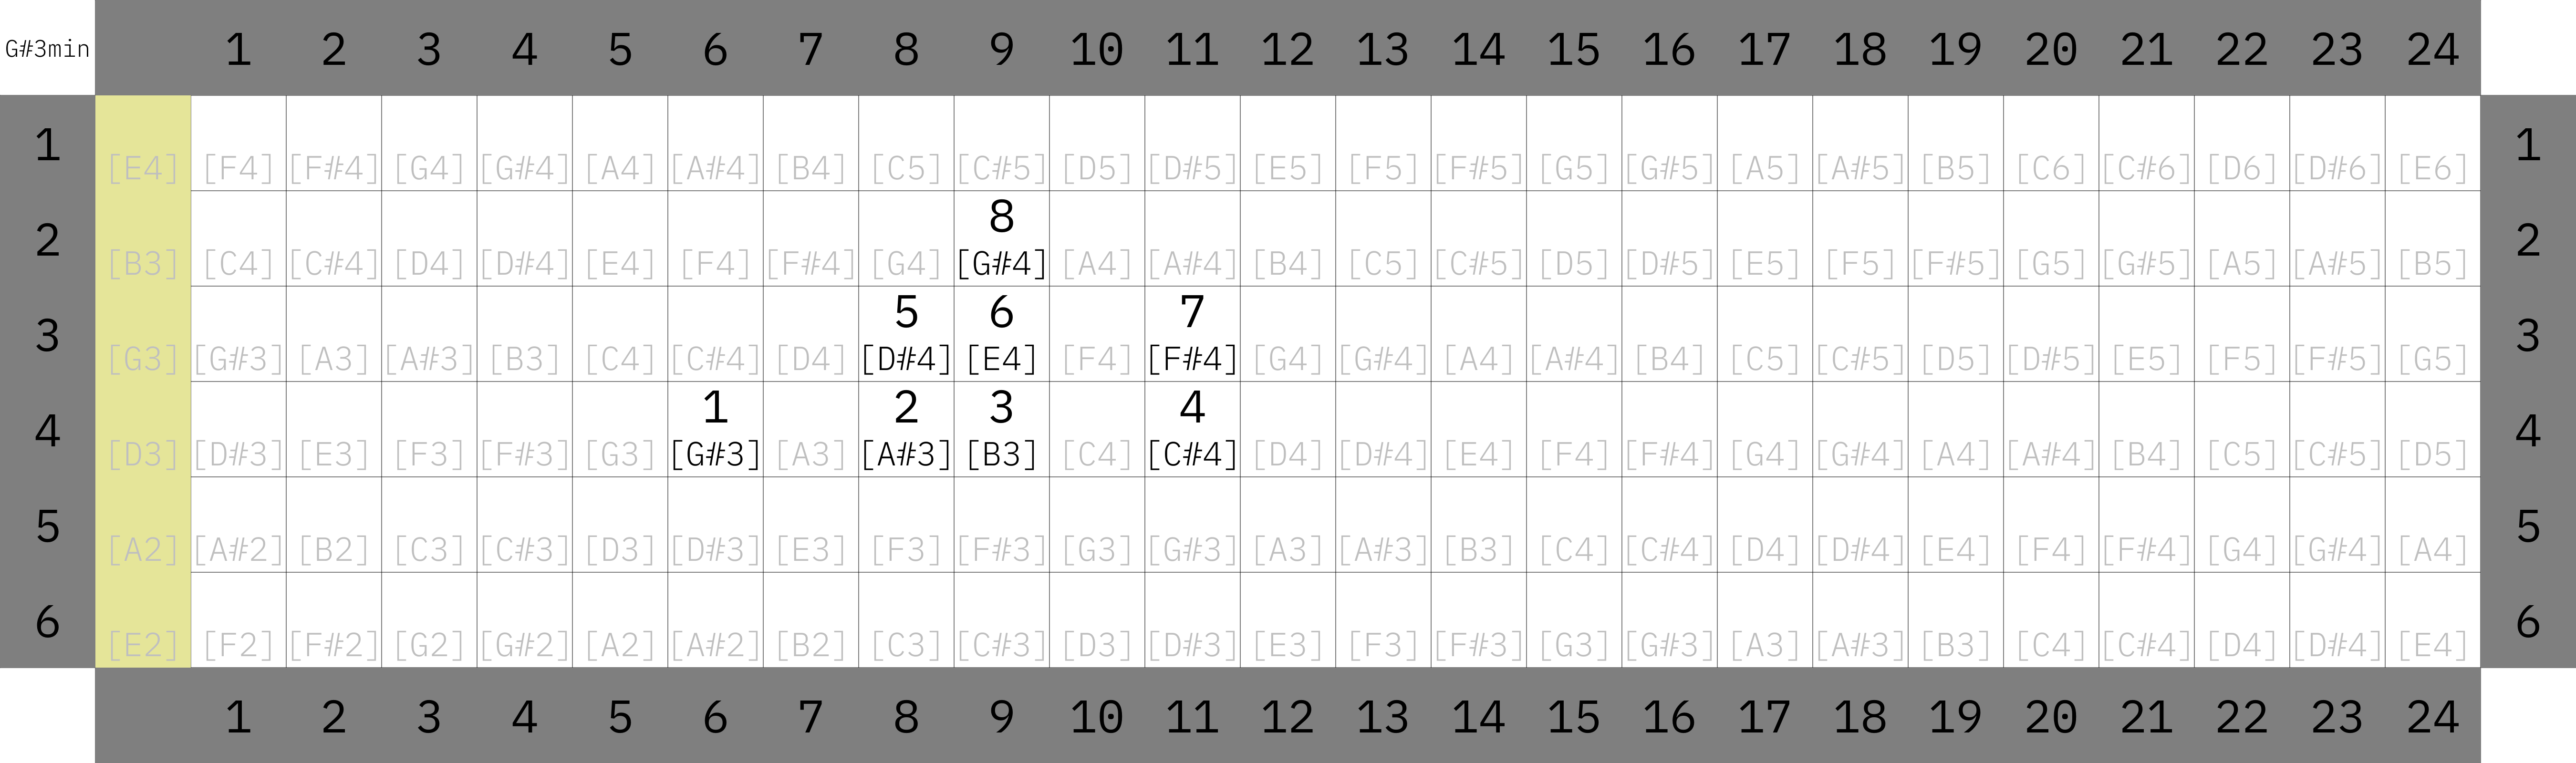 G#3min 1 2 3 4 5 6 7 8 9 10 11 12 13 14 15 16 17 18 19 20 21 22 23 24
1 [E4] [F4] [F#4] [G4] [G#4] [A4] [A#4] [B4] [C5] [C#5] [D5] [D#5] [E5] [F5] [F#5] [G5] [G#5] [A5] [A#5] [B5] [C6] [C#6] [D6] [D#6] [E6] 1
8
2 [B3] [C4] [C#4] [D4] [D#4] [E4] [F4] [F#4] [G4] [G#4] [A4] [A#4] [B4] [C5] [C#5] [D5] [D#5] [E5] [F5] [F#5] [G5] [G#5] [A5] [A#5] [B5] 2
5 6 7
3 [G3] [G#3] [A3] [A#3] [B3] [C4] [C#4] [D4] [D#4] [E4] [F4] [F#4] [G4] [G#4] [A4] [A#4] [B4] [C5] [C#5] [D5] [D#5] [E5] [F5] [F#5] [G5] 3
1 2 3 4
4 [D3] [D#3] [E3] [F3] [F#3] [G3] [G#3] [A3] [A#3] [B3] [C4] [C#4] [D4] [D#4] [E4] [F4] [F#4] [G4] [G#4] [A4] [A#4] [B4] [C5] [C#5] [D5] 4
5 [A2] [A#2] [B2] [C3] [C#3] [D3] [D#3] [E3] [F3] [F#3] [G3] [G#3] [A3] [A#3] [B3] [C4] [C#4] [D4] [D#4] [E4] [F4] [F#4] [G4] [G#4] [A4] 5
6 [E2] [F2] [F#2] [G2] [G#2] [A2] [A#2] [B2] [C3] [C#3] [D3] [D#3] [E3] [F3] [F#3] [G3] [G#3] [A3] [A#3] [B3] [C4] [C#4] [D4] [D#4] [E4] 6
1 2 3 4 5 6 7 8 9 10 11 12 13 14 15 16 17 18 19 20 21 22 23 24